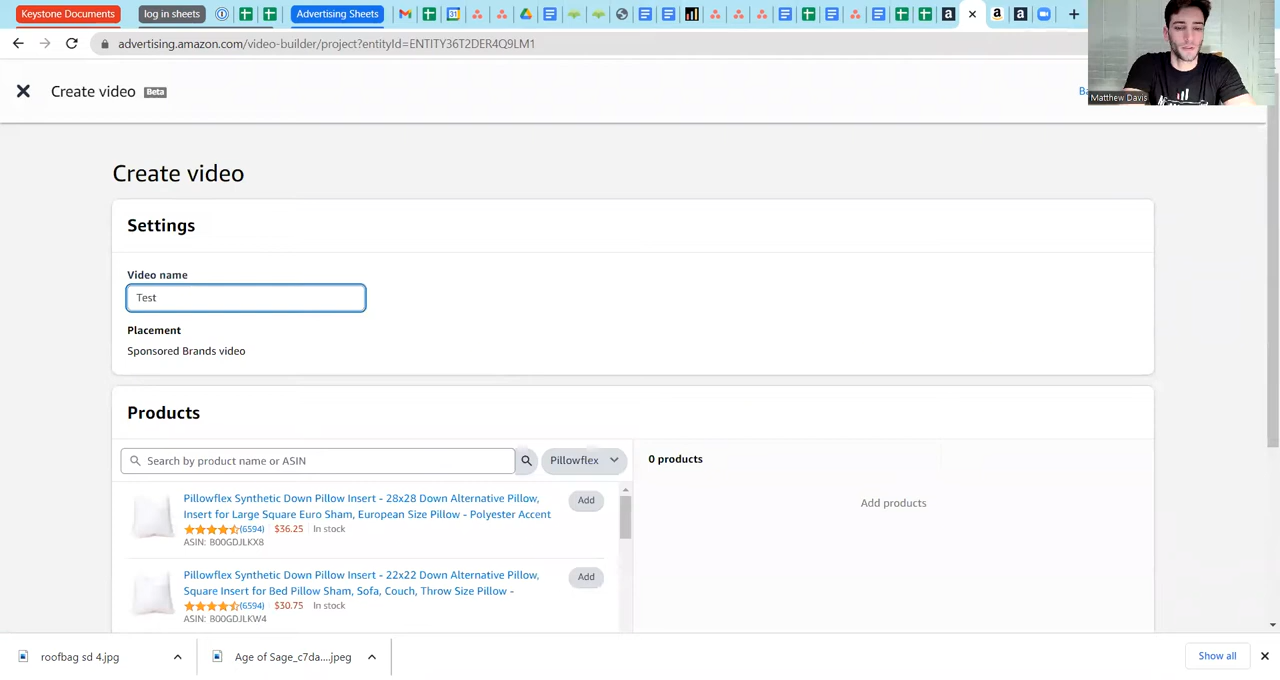 Keystone Documents
log in sheets
Advertising Sheets
advertising.amazon.com/video-builder/project?entityId=ENTITY36T2DER4Q9LM1
Create video Beta
Matthew Davis
Create video
Settings
Video name
Test
Placement
Sponsored Brands video
Products
Search by product name or ASIN
Pillowflex
0 products
Pillowflex Synthetic Down Pillow Insert - 28x28 Down Alternative Pillow,
Insert for Large Square Euro Sham, European Size Pillow - Polyester Accent
(6594) $36.25 In stock
ASIN: B00GDJLKX8
Add
Add products
Pillowflex Synthetic Down Pillow Insert - 22x22 Down Alternative Pillow,
Square Insert for Bed Pillow Sham, Sofa, Couch, Throw Size Pillow -
(6594) $30.75 In stock
ASIN: B00GDJLKW4
Add
roofbag sd 4.jpg
Age of Sage_c7da....jpeg
Show all